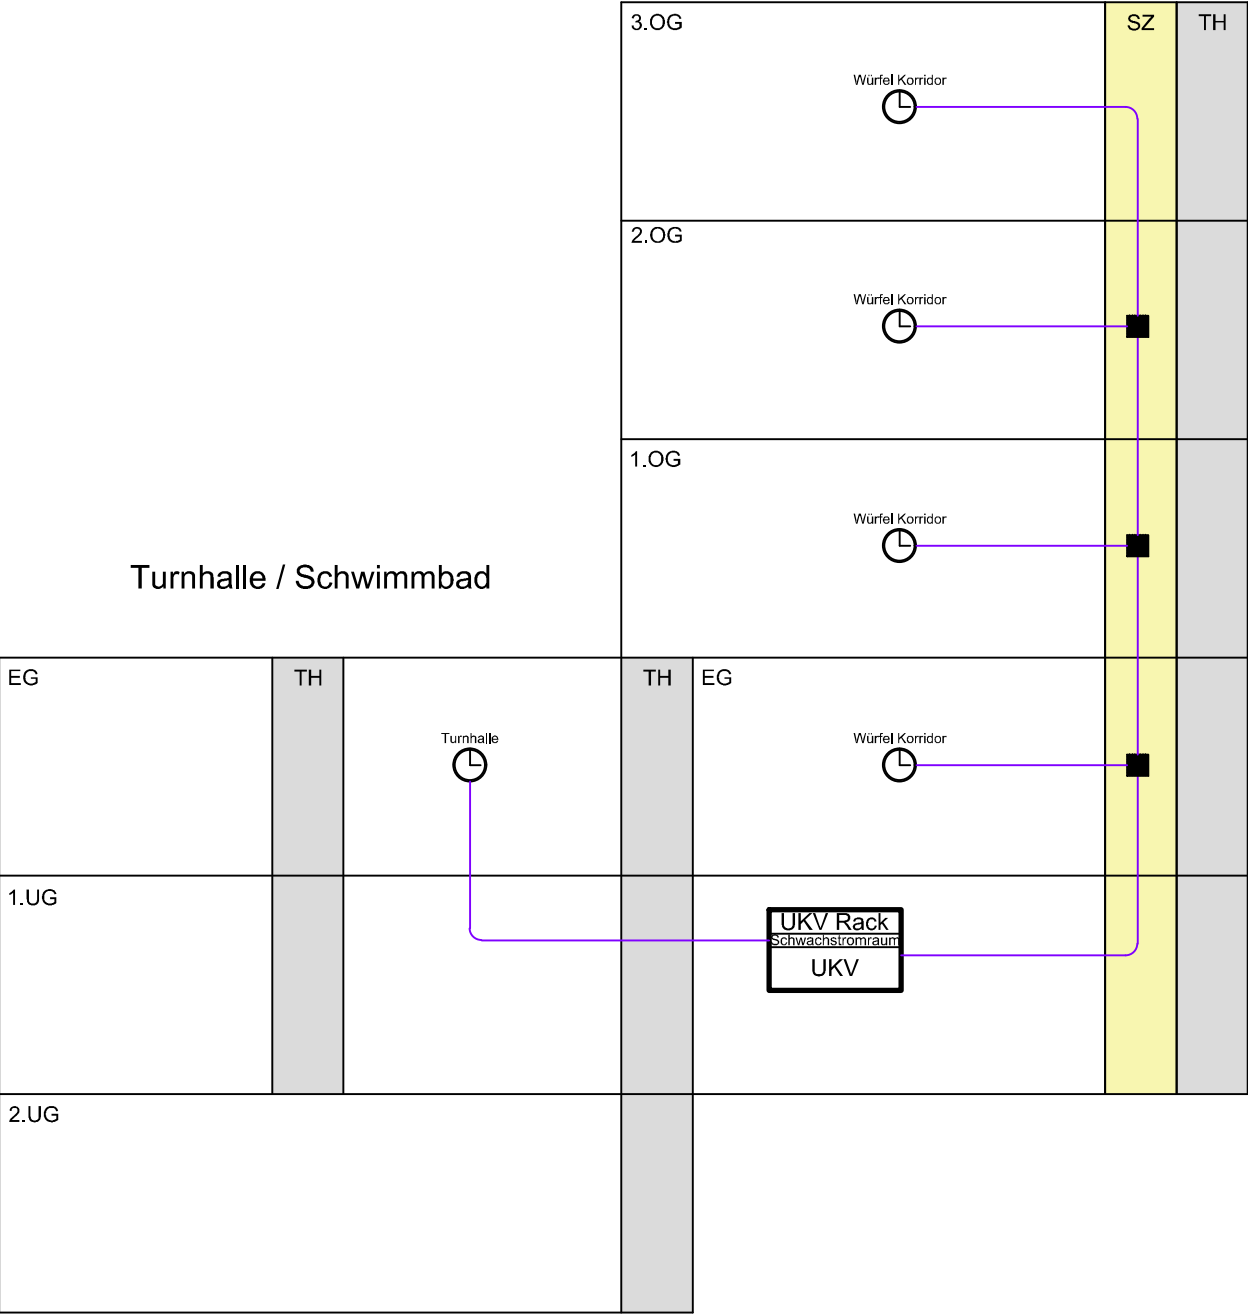 3.OG
SZ
TH
Würfel Korridor
2.OG
Würfel Korridor
1.OG
Würfel Korridor
Turnhalle / Schwimmbad
EG
TH
TH
EG
Turnhalle
Würfel Korridor
1.UG
UKV Rack
Schwachstromraum
UKV
2.UG